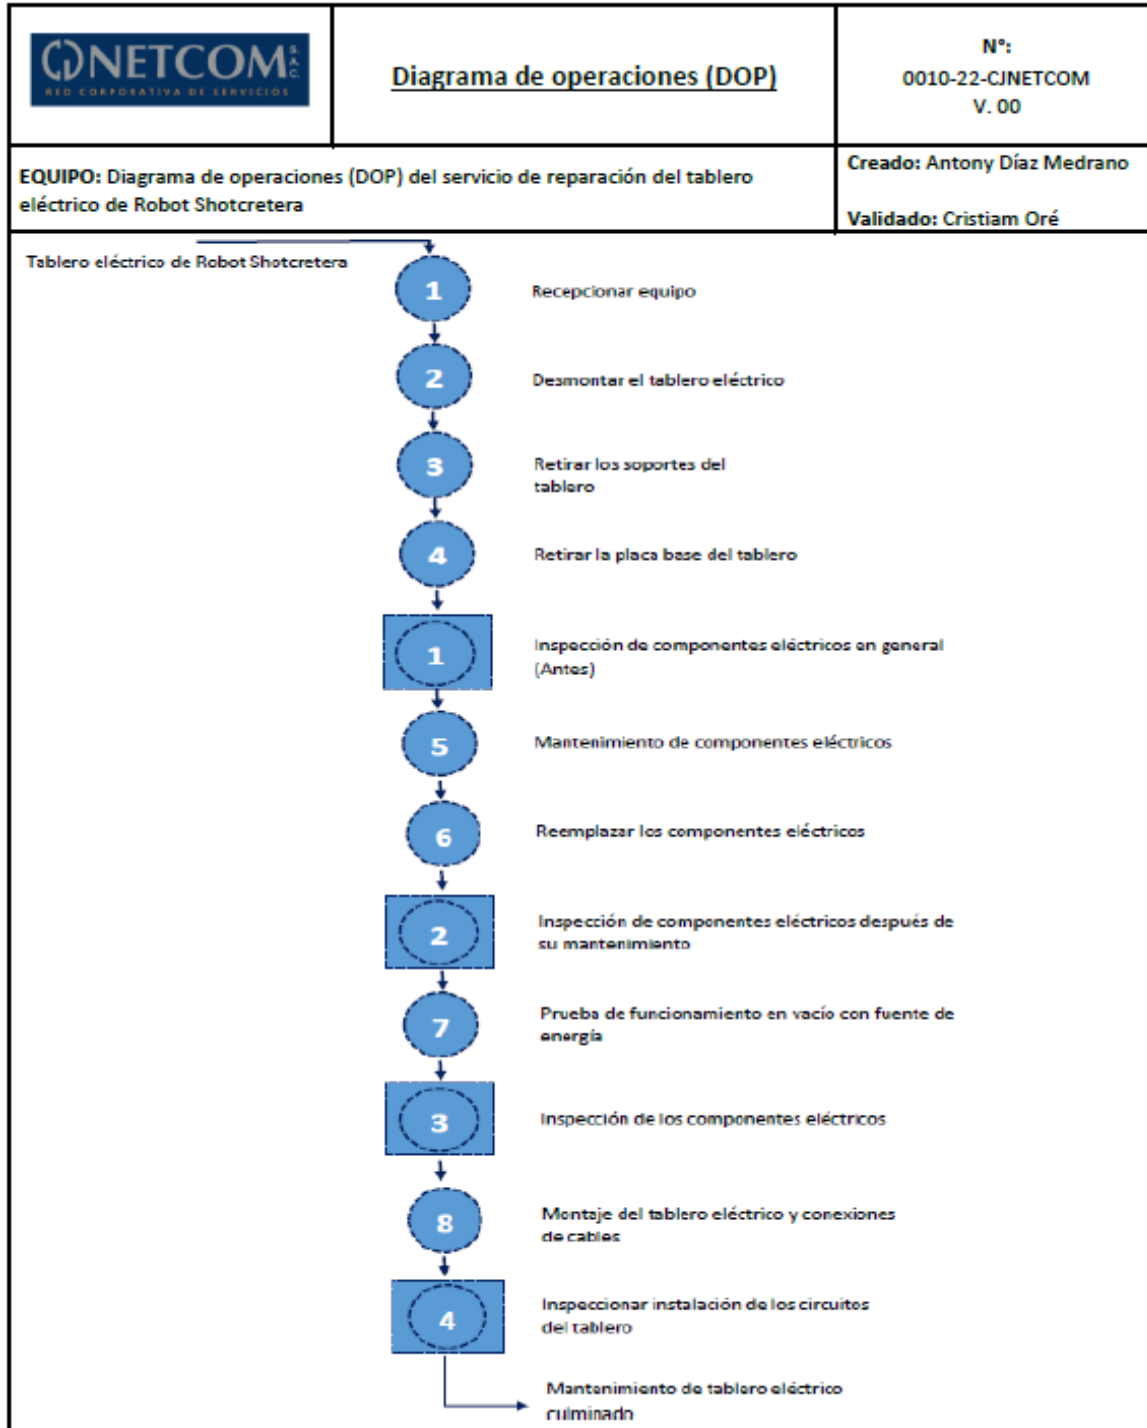 CJNETCOM S.A.C.
RED CORPORATIVA DE SERVICIOS
Diagrama de operaciones (DOP)
N°:
0010-22-CJNETCOM
V. 00
EQUIPO: Diagrama de operaciones (DOP) del servicio de reparación del tablero
eléctrico de Robot Shotcretera
Creado: Antony Díaz Medrano
Validado: Cristiam Oré
Tablero eléctrico de Robot Shotcretera
1
Recepcionar equipo
2
Desmontar el tablero eléctrico
3
Retirar los soportes del
tablero
4
Retirar la placa base del tablero
1
Inspección de componentes eléctricos en general
(Antes)
5
Mantenimiento de componentes eléctricos
6
Reemplazar los componentes eléctricos
2
Inspección de componentes eléctricos después de
su mantenimiento
7
Prueba de funcionamiento en vacío con fuente de
energía
3
Inspección de los componentes eléctricos
8
Montaje del tablero eléctrico y conexiones
de cables
4
Inspeccionar instalación de los circuitos
del tablero
Mantenimiento de tablero eléctrico
culminado